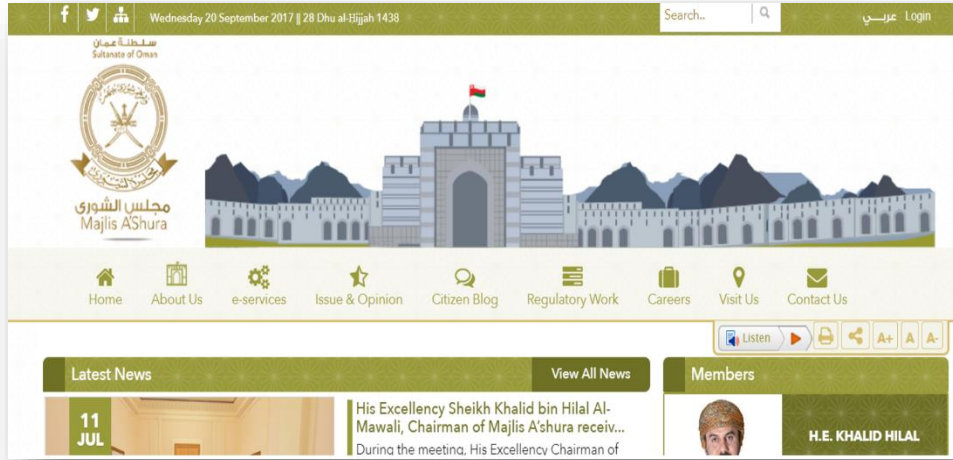 Wednesday 20 September 2017 || 28 Dhu al-Hijjah 1438
Search..
عربــــي Login
سـلـطـنـة عمان
Sultanate of Oman
مجلس الشورى
Majlis A'Shura
Home About Us e-services Issue & Opinion Citizen Blog Regulatory Work Careers Visit Us Contact Us
Listen A+ A A-
Latest News View All News Members
11
JUL
His Excellency Sheikh Khalid bin Hilal Al-
Mawali, Chairman of Majlis A'shura receiv...
During the meeting, His Excellency Chairman of
H.E. KHALID HILAL